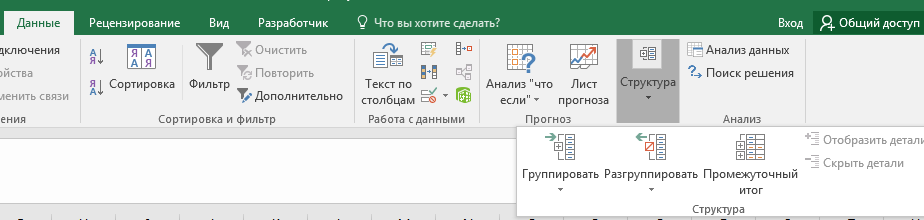 Данные Рецензирование Вид Разработчик Что вы хотите сделать? Вход Общий доступ
дключения Очистить Анализ данных
ойства Сортировка Фильтр Повторить Текст по столбцам Анализ "что если" Лист прогноза Структура Поиск решения
менить связи Дополнительно
ения Сортировка и фильтр Работа с данными Прогноз Анализ
Группировать Разгруппировать Промежуточный итог Отобразить детали
Скрыть детали
Структура